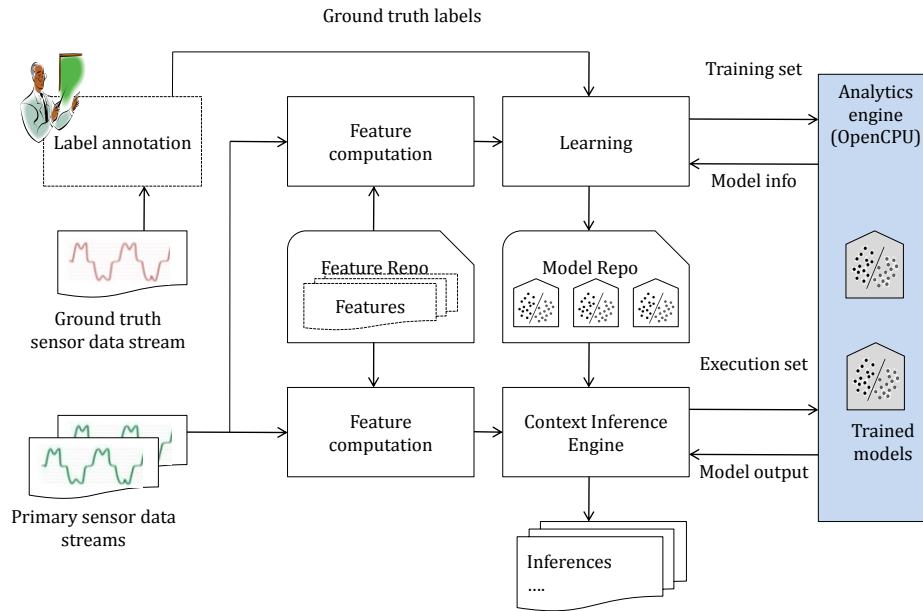 Ground truth labels
Training set
Analytics
engine
(OpenCPU)
Label annotation
Feature
computation
Learning
Model info
Feature Repo
Features
Model Repo
Ground truth
sensor data stream
Execution set
Feature
computation
Context Inference
Engine
Trained
models
Model output
Primary sensor data
streams
Inferences
....